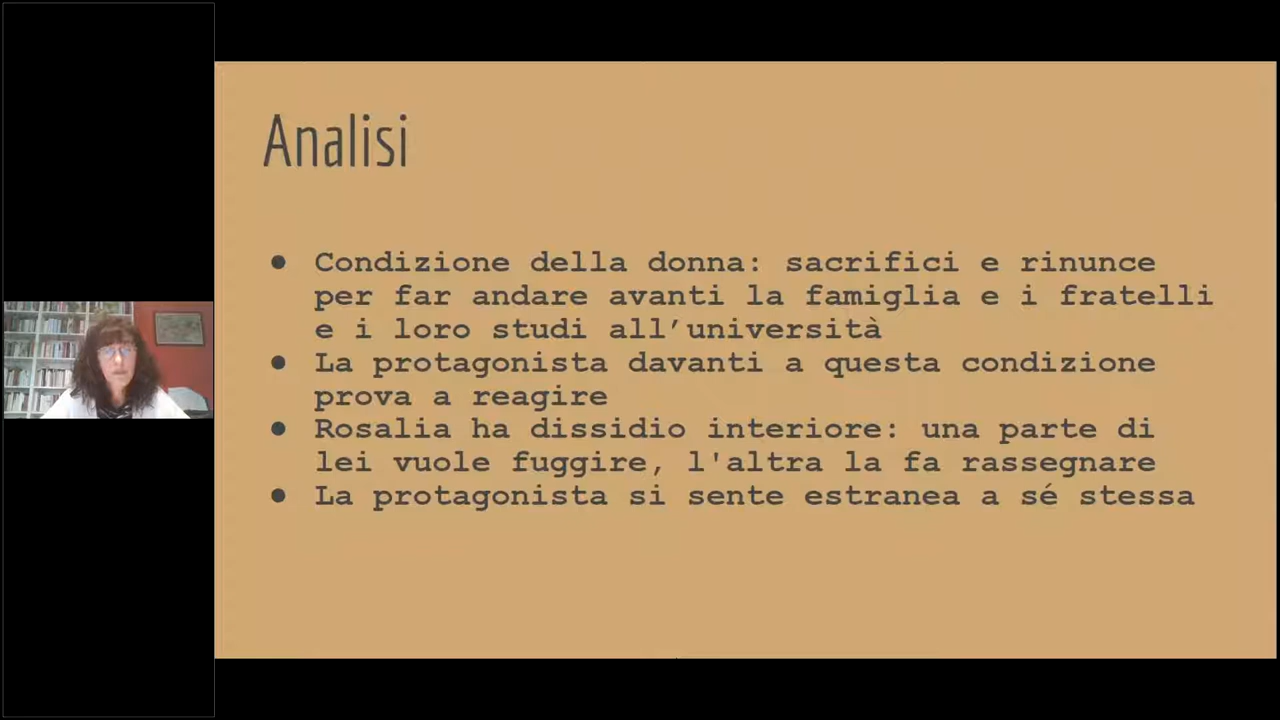 Analisi
● Condizione della donna: sacrifici e rinunce
per far andare avanti la famiglia e i fratelli
e i loro studi all’università
● La protagonista davanti a questa condizione
prova a reagire
● Rosalia ha dissidio interiore: una parte di
lei vuole fuggire, l'altra la fa rassegnare
● La protagonista si sente estranea a sé stessa